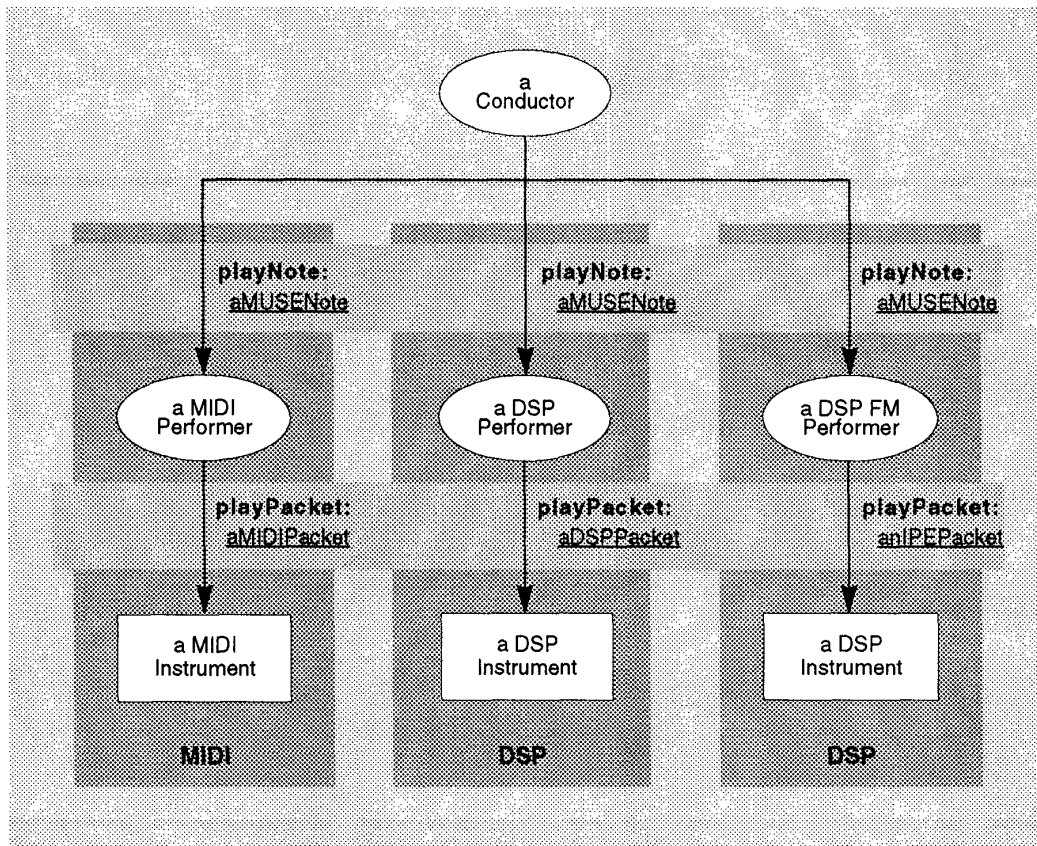 a
Conductor
playNote:
aMUSENote
playNote:
aMUSENote
playNote:
aMUSENote
a MIDI
Performer
a DSP
Performer
a DSP FM
Performer
playPacket:
aMIDIPacket
playPacket:
aDSPPacket
playPacket:
anIPEPacket
a MIDI
Instrument
a DSP
Instrument
a DSP
Instrument
MIDI
DSP
DSP